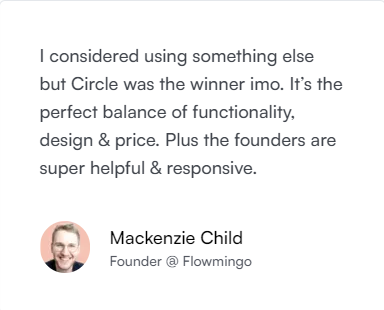 I considered using something else
but Circle was the winner imo. It’s the
perfect balance of functionality,
design & price. Plus the founders are
super helpful & responsive.
Mackenzie Child
Founder @ Flowmingo